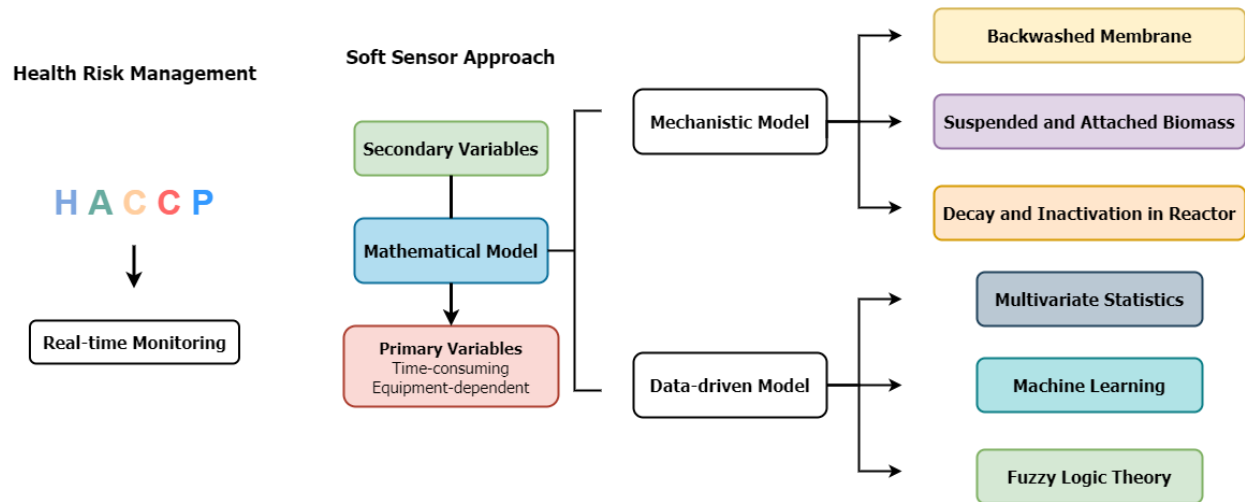 Health Risk Management
H A C C P
Real-time Monitoring
Soft Sensor Approach
Secondary Variables
Mathematical Model
Primary Variables
Time-consuming
Equipment-dependent
Mechanistic Model
Data-driven Model
Backwashed Membrane
Suspended and Attached Biomass
Decay and Inactivation in Reactor
Multivariate Statistics
Machine Learning
Fuzzy Logic Theory